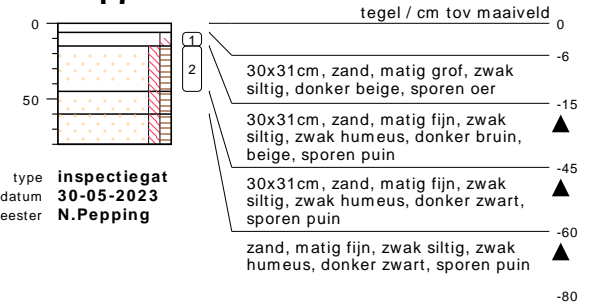 tegel / cm tov maaiveld
0
0
-6
1
2
30x31cm, zand, matig grof, zwak
siltig, donker beige, sporen oer
-15
50
30x31cm, zand, matig fijn, zwak
siltig, zwak humeus, donker bruin,
beige, sporen puin
-45
30x31cm, zand, matig fijn, zwak
siltig, zwak humeus, donker zwart,
sporen puin
-60
zand, matig fijn, zwak siltig, zwak
humeus, donker zwart, sporen puin
-80
type inspectiegat
datum 30-05-2023
eester N.Pepping